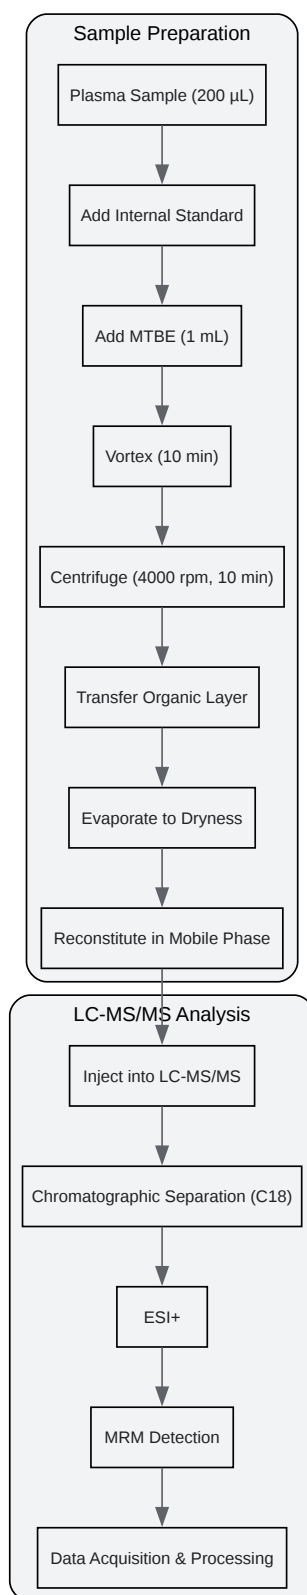 Sample Preparation
Plasma Sample (200 µL)
Add Internal Standard
Add MTBE (1 mL)
Vortex (10 min)
Centrifuge (4000 rpm, 10 min)
Transfer Organic Layer
Evaporate to Dryness
Reconstitute in Mobile Phase
LC-MS/MS Analysis
Inject into LC-MS/MS
Chromatographic Separation (C18)
ESI+
MRM Detection
Data Acquisition & Processing